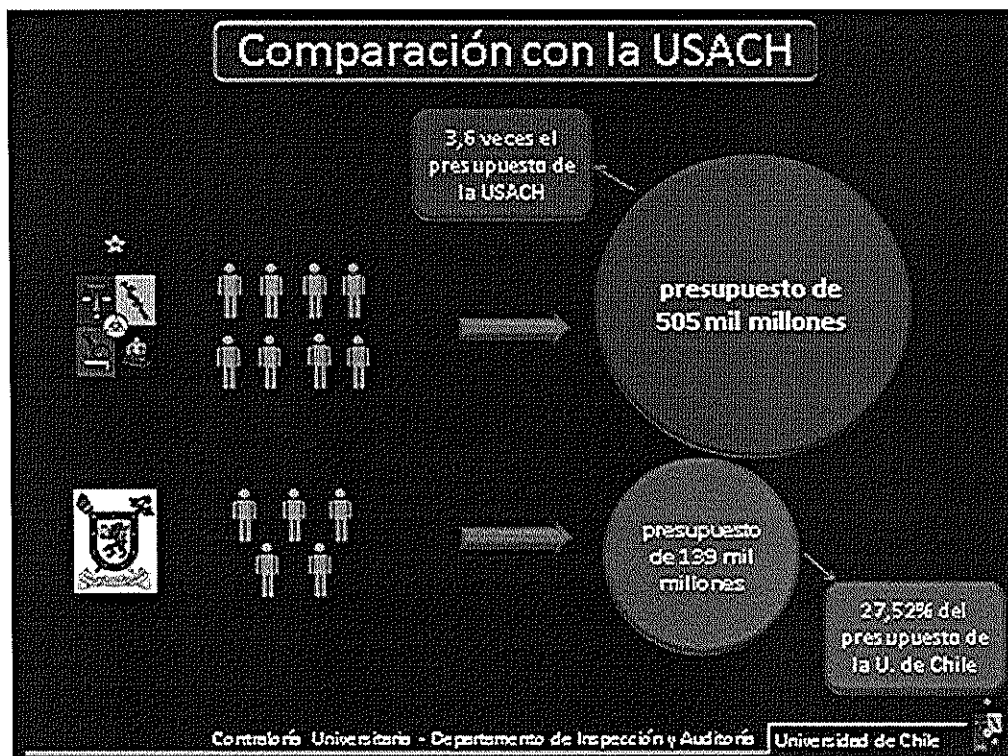 Comparación con la USACH
3,6 veces el
presupuesto de
la USACH
presupuesto de
505 mil millones
presupuesto
de 139 mil
millones
27,52% del
presupuesto de
la U. de Chile
Contraloría Universitaria - Departamento de Inspección y Auditoría
Universidad de Chile